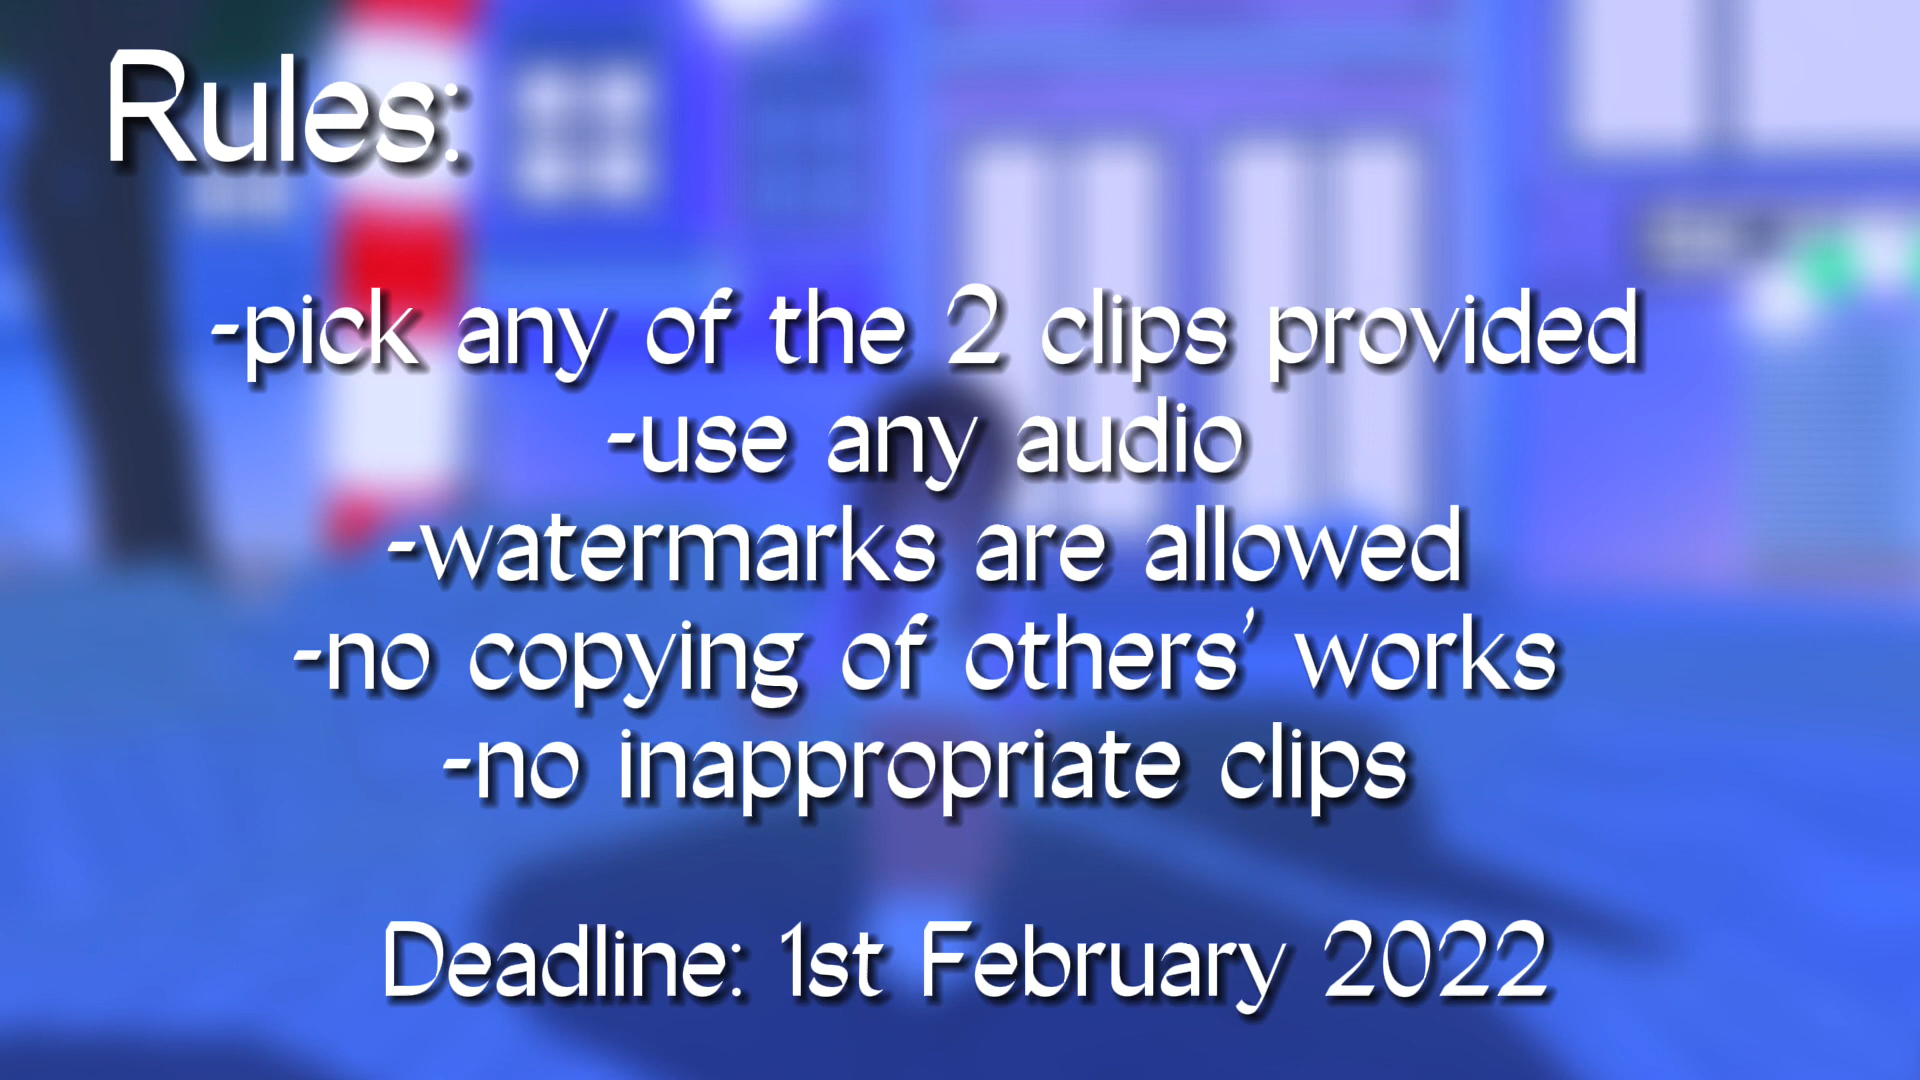 Rules:
-pick any of the 2 clips provided
-use any audio
-watermarks are allowed
-no copying of others’ works
-no inappropriate clips
Deadline: 1st February 2022